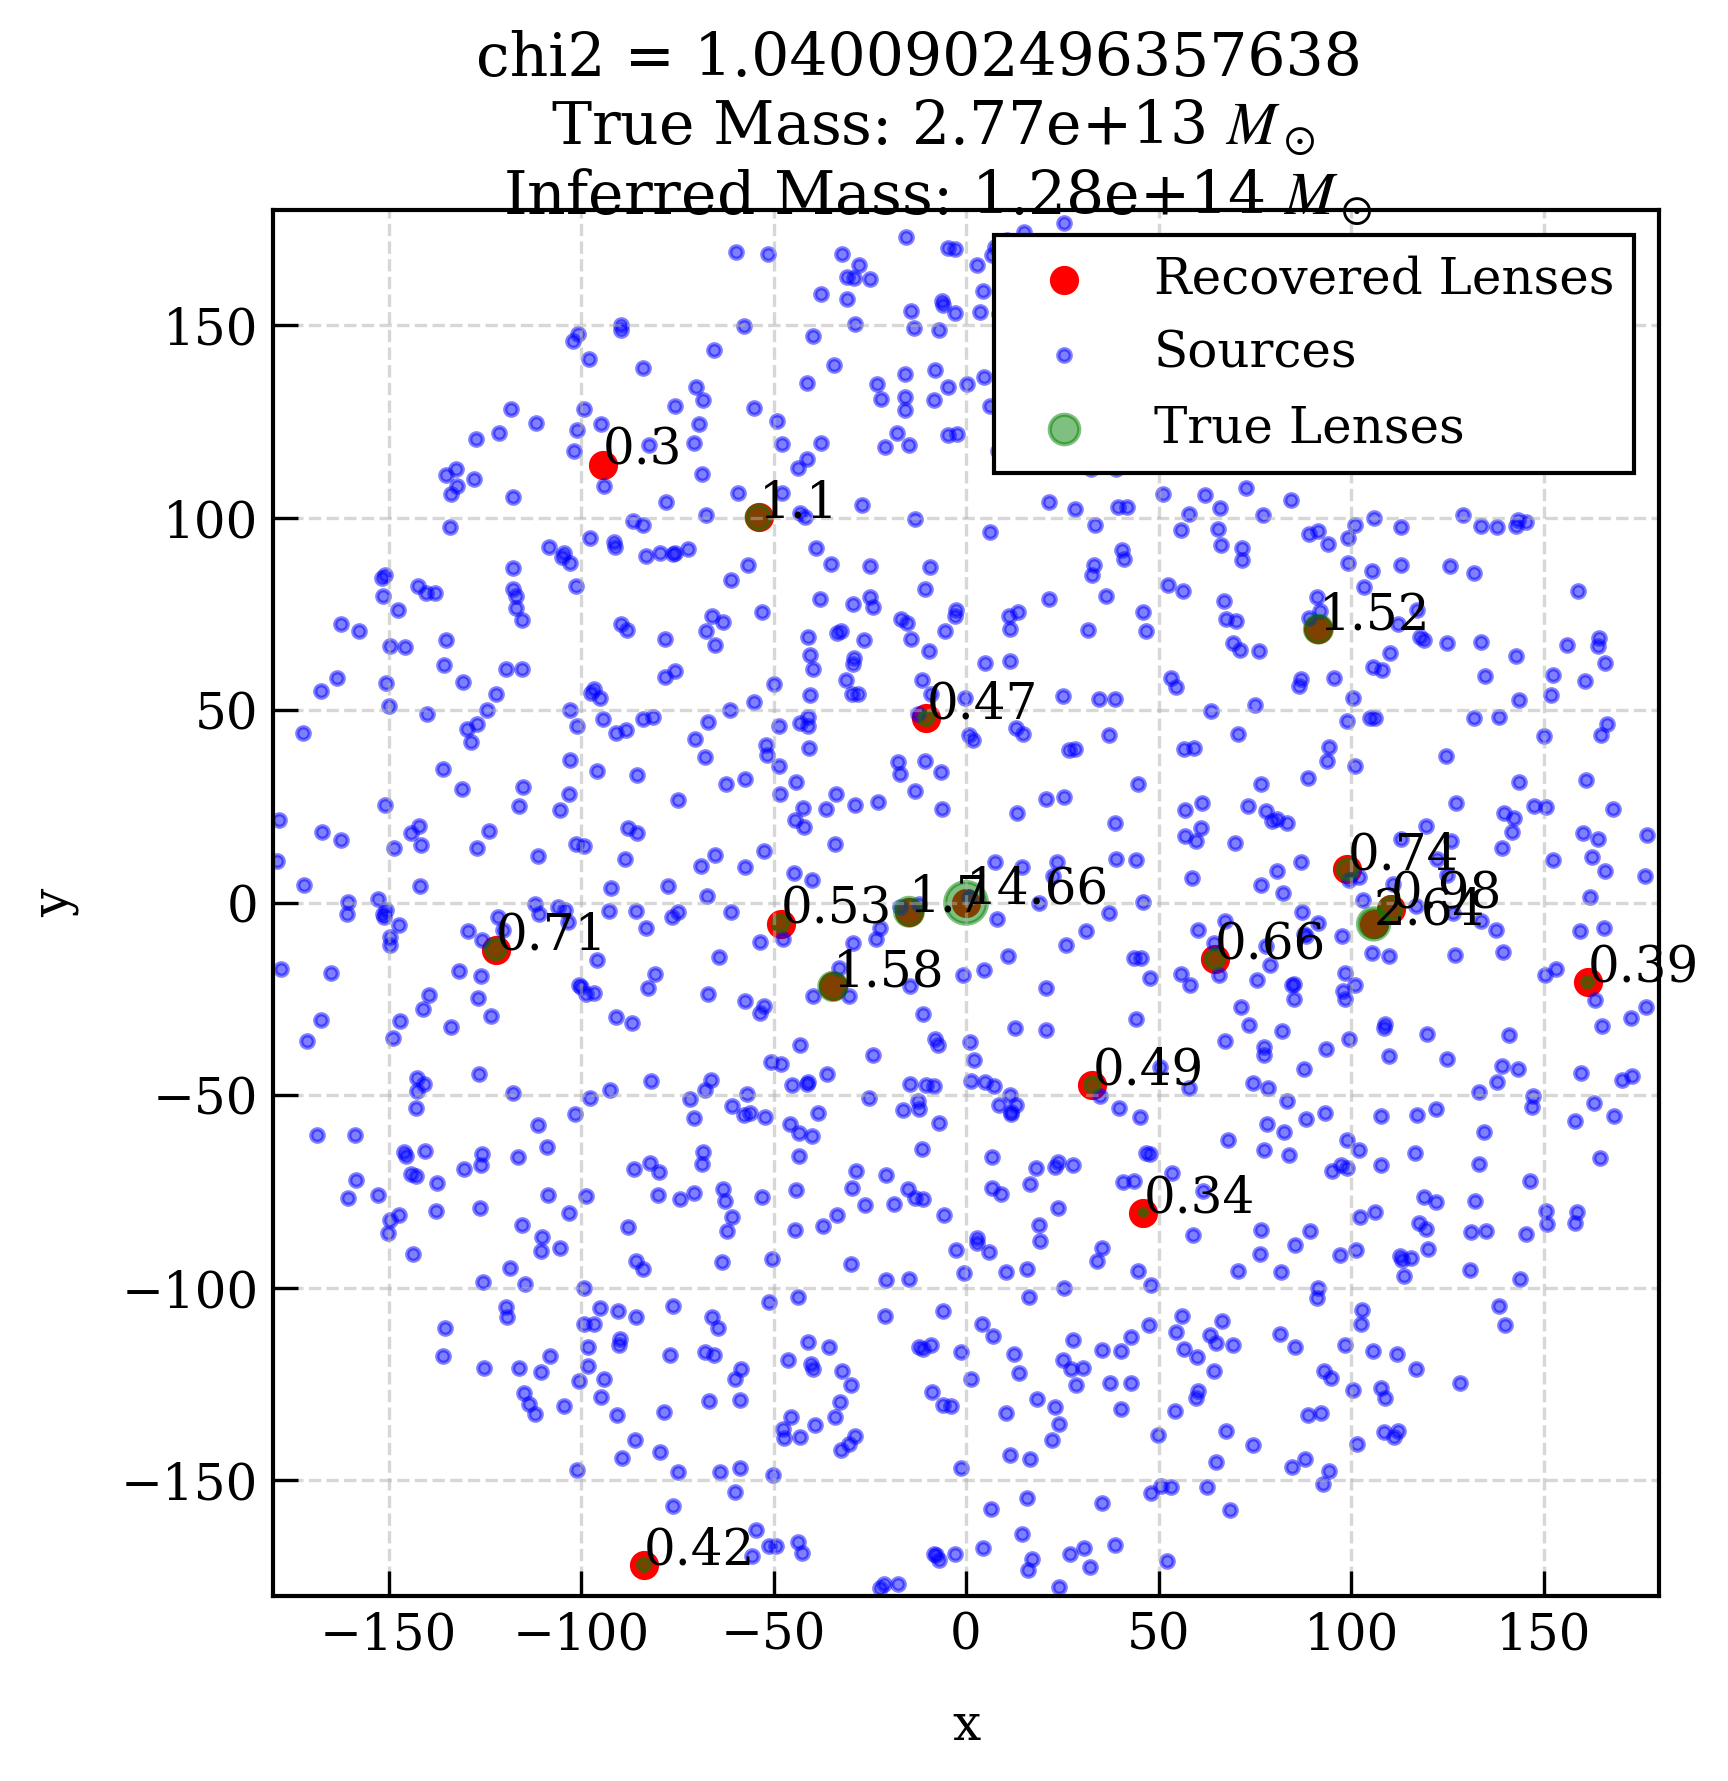 chi2 = 1.0400902496357638
True Mass: 2.77e+13 M⊙
Inferred Mass: 1.28e+14 M⊙
Recovered Lenses
Sources
True Lenses
0.3
1.1
1.52
0.47
0.74
0.98
2.64
14.66
1.7
0.53
0.71
0.66
1.58
0.39
0.49
0.34
0.42
150
100
50
0
−50
−100
−150
y
−150 −100 −50 0 50 100 150
x